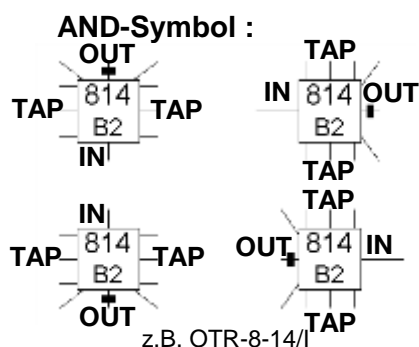 AND-Symbol :
OUT
TAP 814 TAP
B2
IN
TAP
IN 814 OUT
B2
TAP
IN
TAP 814 TAP
B2
OUT
TAP
OUT 814 IN
B2
TAP
z.B. OTR-8-14/I